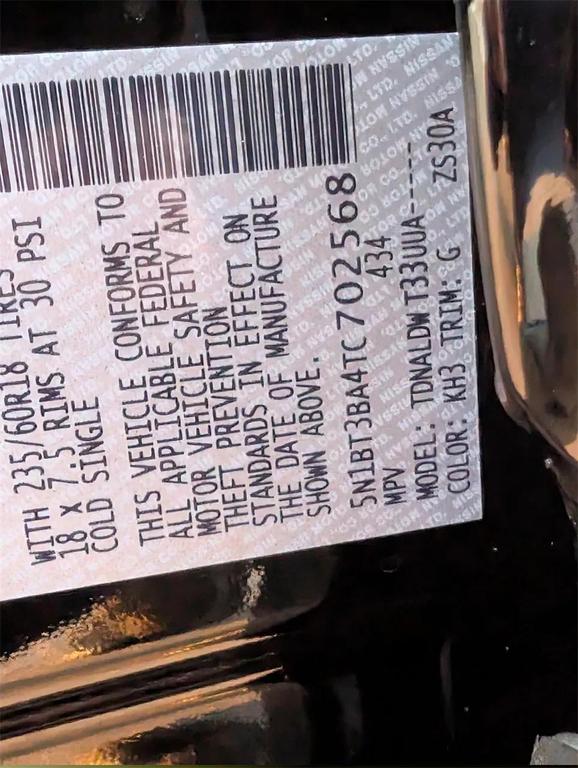 WITH 235/60R18 TIRES
18 X 7.5 RIMS AT 30 PSI
COLD SINGLE
THIS VEHICLE CONFORMS TO
ALL APPLICABLE FEDERAL
MOTOR VEHICLE SAFETY AND
THEFT PREVENTION
STANDARDS IN EFFECT ON
THE DATE OF MANUFACTURE
SHOWN ABOVE.
5N1BT3BA4TC702568
MPV 434
MODEL: TDNALDW T33UUA-----
COLOR: KH3 TRIM: G ZS30A